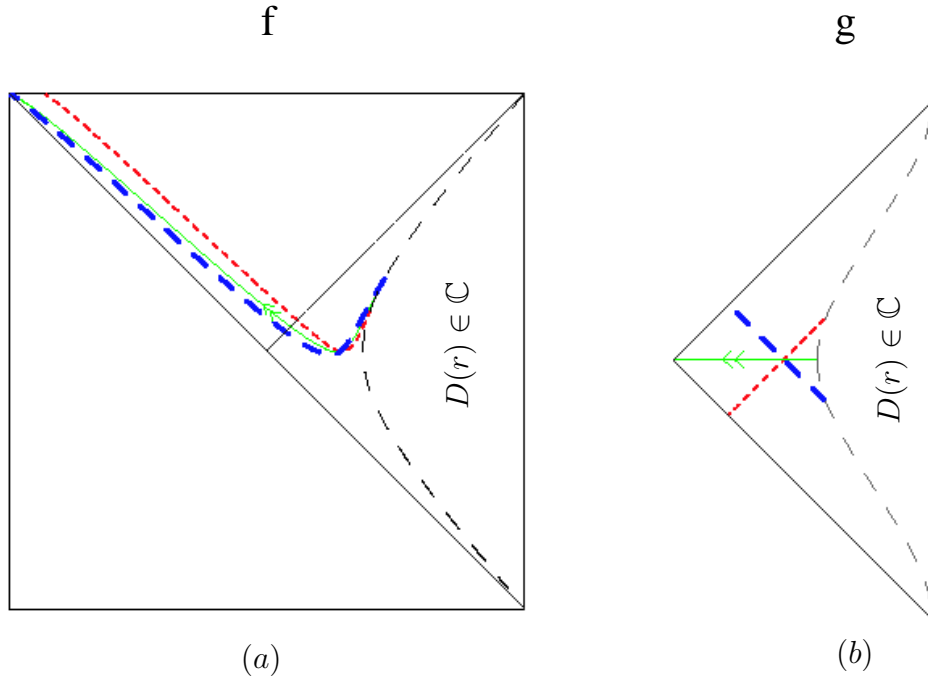 f
g
D(r) ∈ ℂ
D(r) ∈ ℂ
(a)
(b)